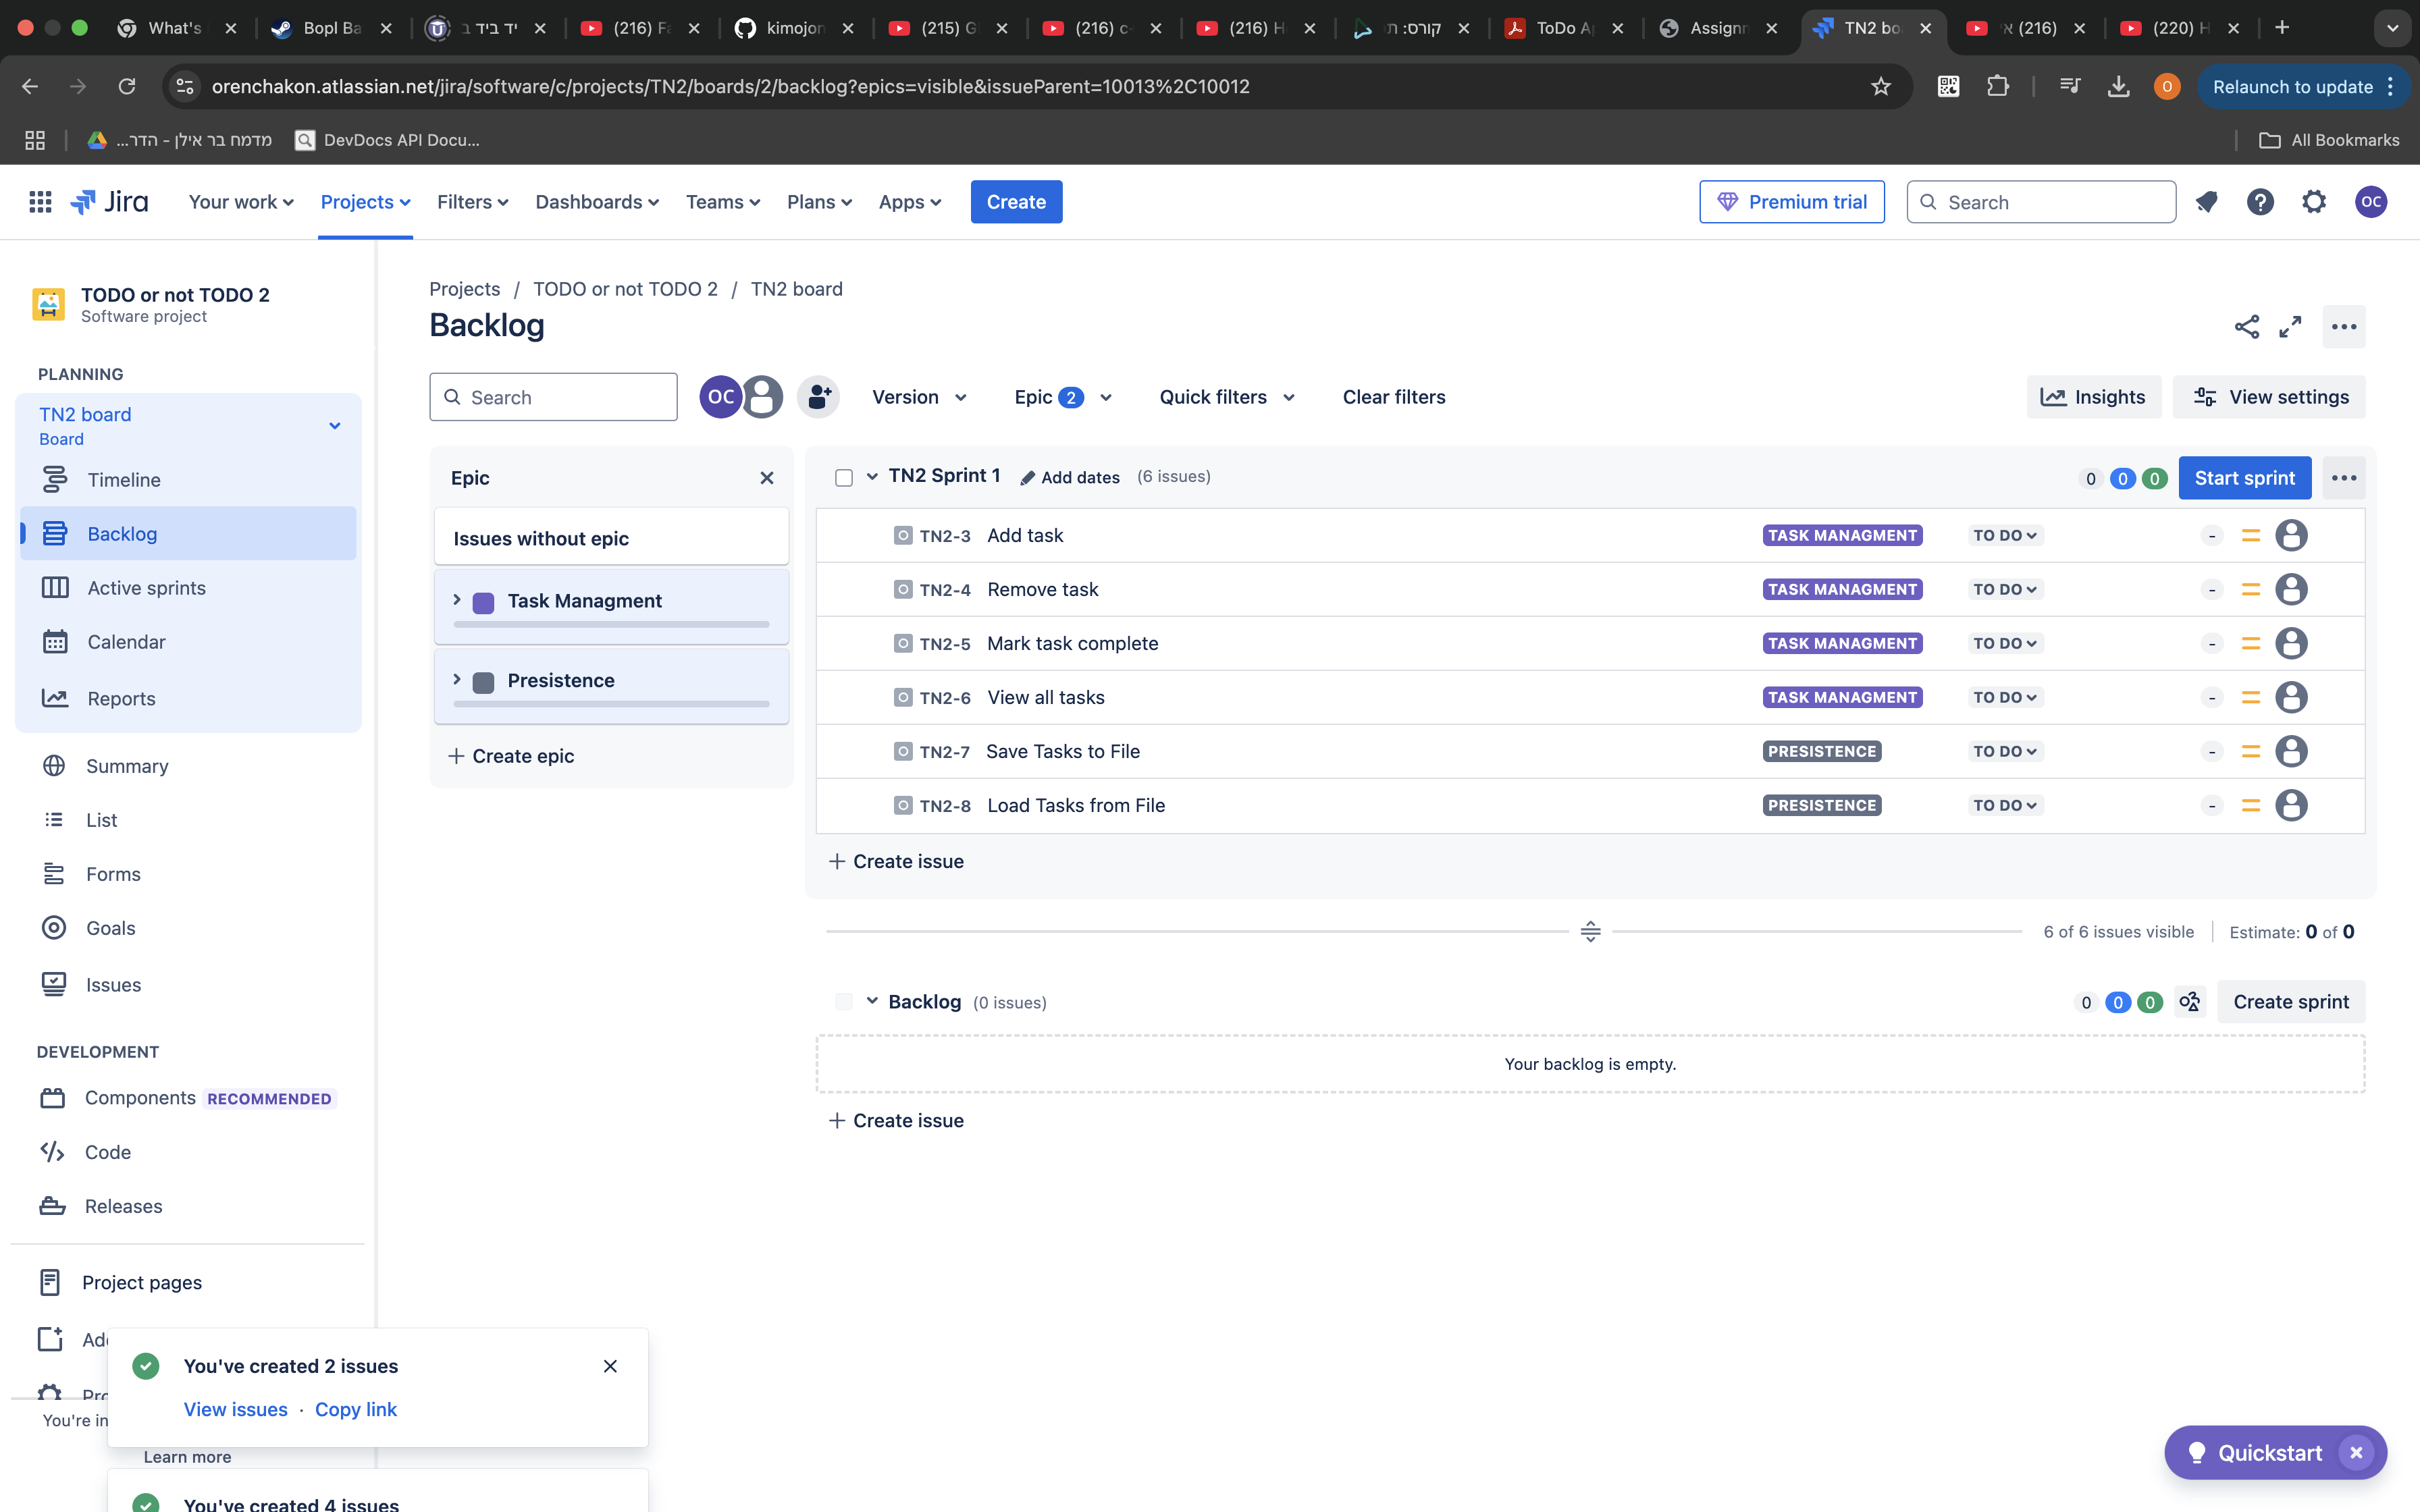 What's
Bopl Ba
יד ביד ב
(216) Fa
kimojon
(215) G
(216) c-
(216) H
קורס: תו
ToDo Ap
Assignm
TN2 bo
(216) א
(220) H
orenchakon.atlassian.net/jira/software/c/projects/TN2/boards/2/backlog?epics=visible&issueParent=10013%2C10012
O
Relaunch to update
מדמח בר אילן - הדר...
DevDocs API Docu...
All Bookmarks
Jira
Your work
Projects
Filters
Dashboards
Teams
Plans
Apps
Create
Premium trial
Search
OC
TODO or not TODO 2
Software project
PLANNING
TN2 board
Board
Timeline
Backlog
Active sprints
Calendar
Reports
Summary
List
Forms
Goals
Issues
DEVELOPMENT
Components RECOMMENDED
Code
Releases
Project pages
Ad
Pro
You're in
Learn more
Projects / TODO or not TODO 2 / TN2 board
Backlog
Search
OC
Version
Epic 2
Quick filters
Clear filters
Insights
View settings
Epic
Issues without epic
Task Managment
Presistence
Create epic
TN2 Sprint 1 Add dates (6 issues) 0 0 0 Start sprint
TN2-3 Add task TASK MANAGMENT TO DO -
TN2-4 Remove task TASK MANAGMENT TO DO -
TN2-5 Mark task complete TASK MANAGMENT TO DO -
TN2-6 View all tasks TASK MANAGMENT TO DO -
TN2-7 Save Tasks to File PRESISTENCE TO DO -
TN2-8 Load Tasks from File PRESISTENCE TO DO -
+ Create issue
6 of 6 issues visible Estimate: 0 of 0
Backlog (0 issues) 0 0 0 Create sprint
Your backlog is empty.
+ Create issue
You've created 2 issues
View issues · Copy link
You've created 4 issues
Quickstart